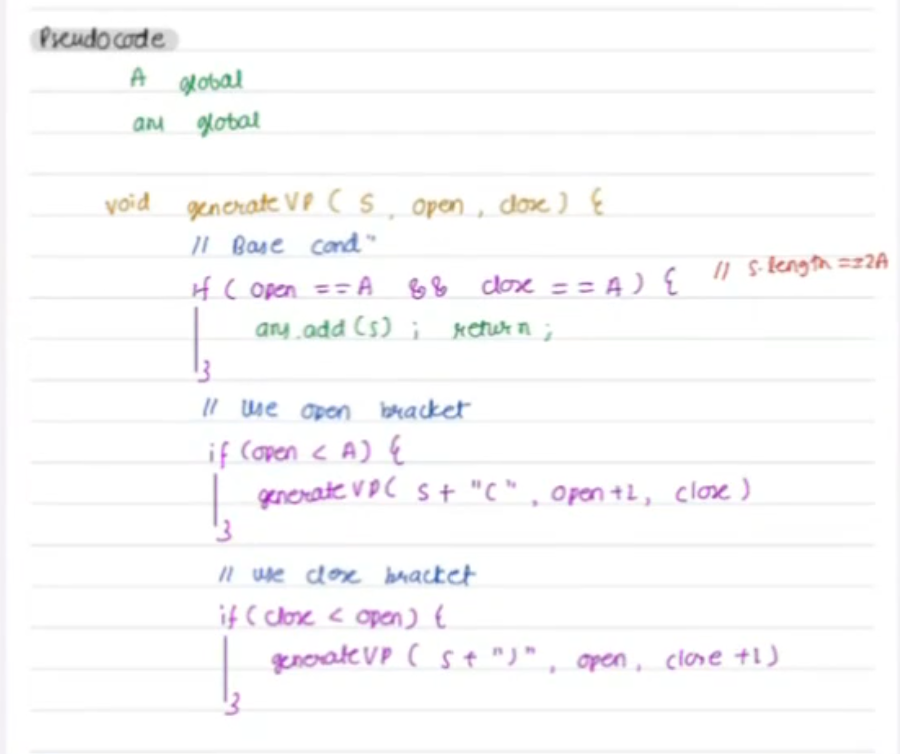 Pseudocode
A global
ans global
void generateVP ( S , open , close ) {
// Base condⁿ
if ( open == A && close == A ) { // S.length == 2A
ans.add(S) ; return ;
}
// use open bracket
if (open < A) {
generateVP( S + "(" , open +1, close )
}
// use close bracket
if ( close < open) {
generateVP ( S + ")" , open, close +1)
}